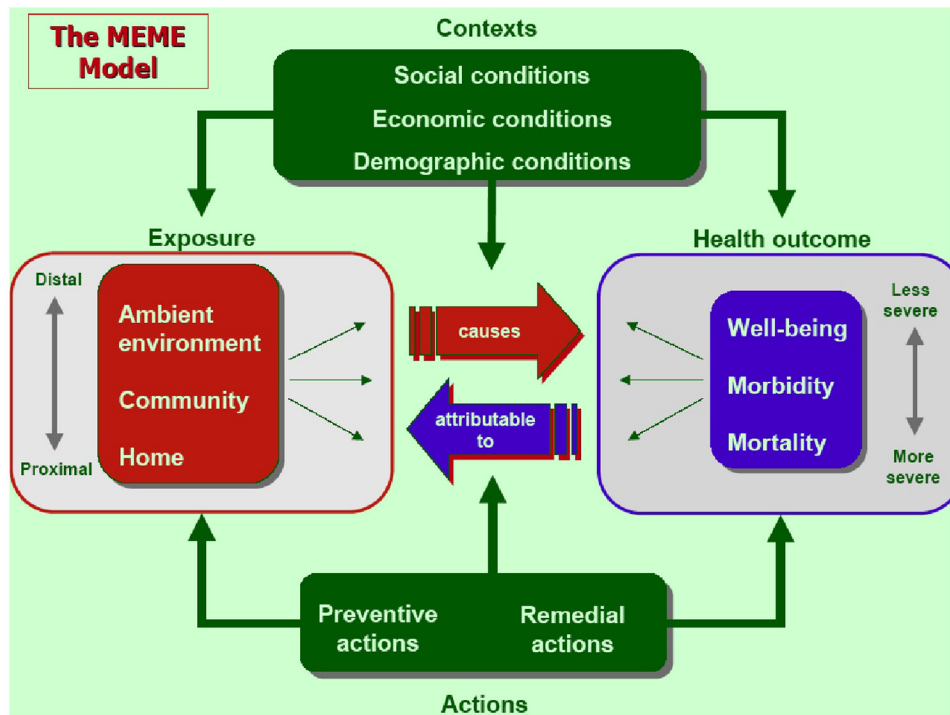 The MEME
Model
Contexts
Social conditions
Economic conditions
Demographic conditions
Exposure
Health outcome
Distal
Proximal
Ambient
environment
Community
Home
causes
attributable
to
Well-being
Morbidity
Mortality
Less
severe
More
severe
Preventive
actions
Remedial
actions
Actions